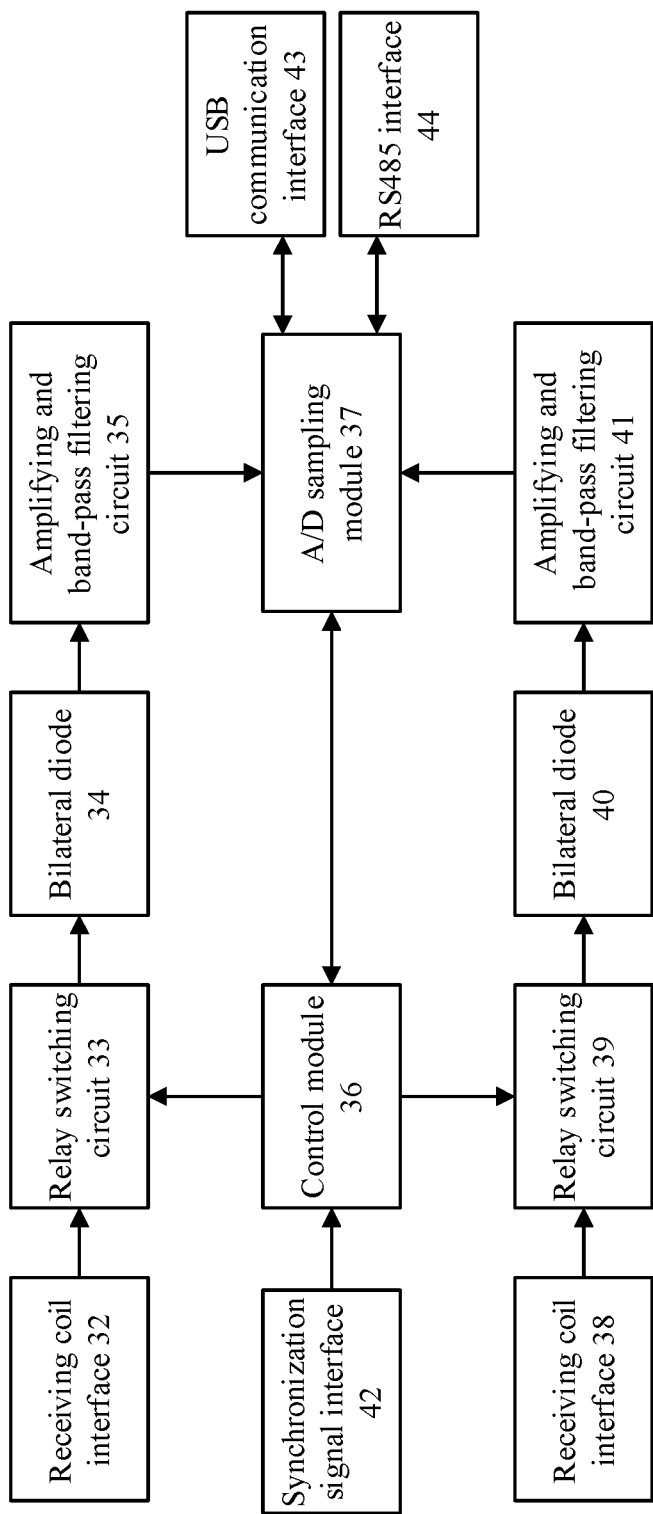 Receiving coil
interface 32
Relay switching
circuit 33
Bilateral diode
34
Amplifying and
band-pass filtering
circuit 35
Synchronization
signal interface
42
Control module
36
A/D sampling
module 37
USB
communication
interface 43
RS485 interface
44
Receiving coil
interface 38
Relay switching
circuit 39
Bilateral diode
40
Amplifying and
band-pass filtering
circuit 41